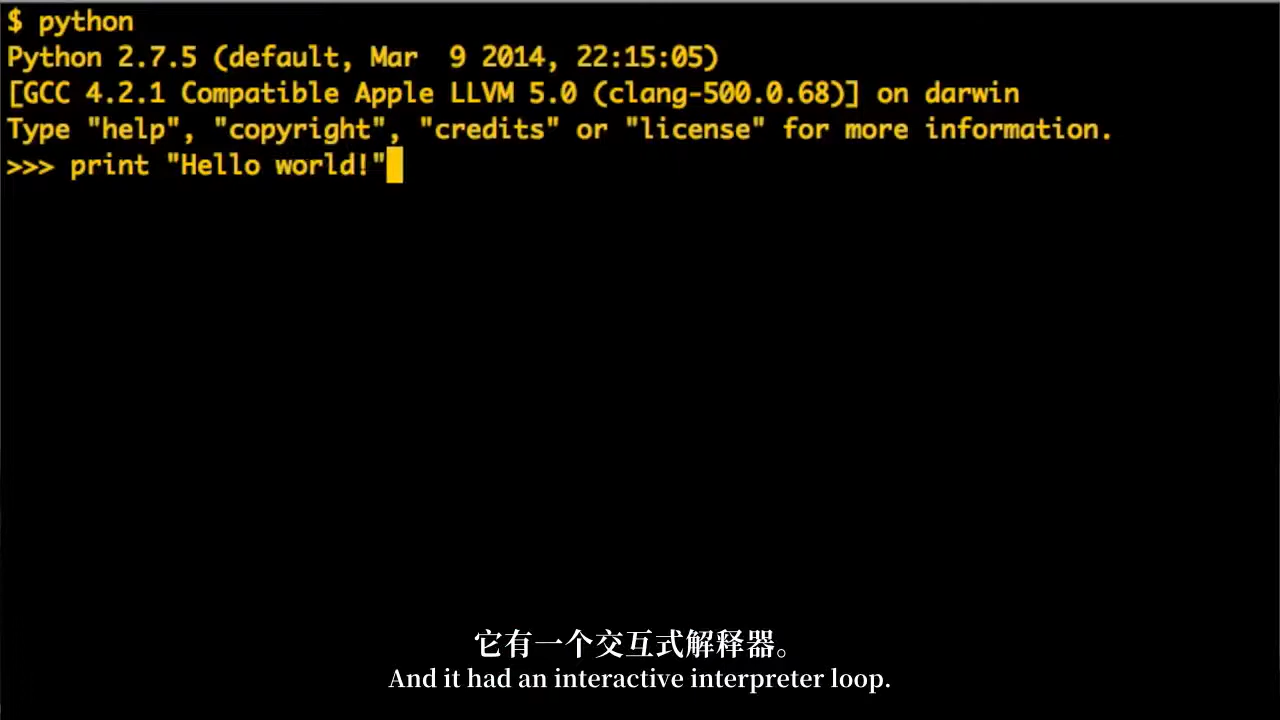 $ python
Python 2.7.5 (default, Mar  9 2014, 22:15:05)
[GCC 4.2.1 Compatible Apple LLVM 5.0 (clang-500.0.68)] on darwin
Type "help", "copyright", "credits" or "license" for more information.
>>> print "Hello world!"
它有一个交互式解释器。
And it had an interactive interpreter loop.